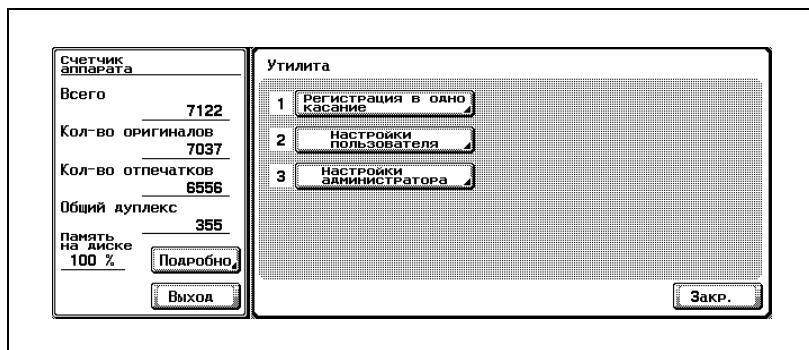 Счетчик
аппарата
Всего
7122
Кол-во оригиналов
7037
Кол-во отпечатков
6556
Общий дуплекс
355
Память
на диске
100 %
Подробно
Выход
Утилита
1 Регистрация в одно
касание
2 Настройки
пользователя
3 Настройки
администратора
Закр.